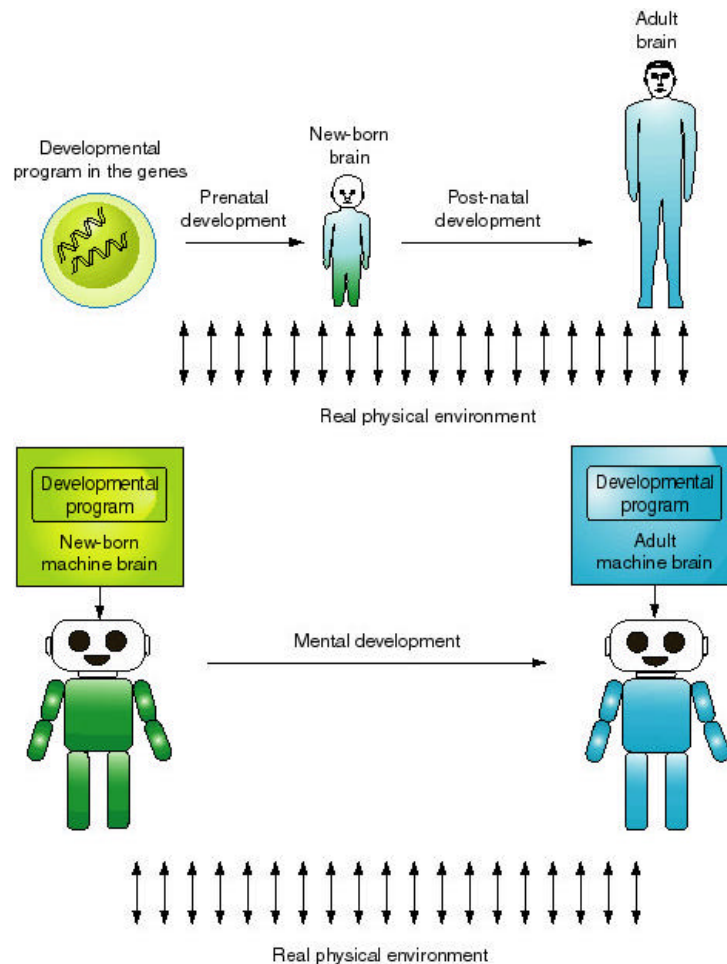 Adult
brain
New-born
brain
Developmental
program in the genes
Prenatal
development
Post-natal
development
Real physical environment
Developmental
program
New-born
machine brain
Developmental
program
Adult
machine brain
Mental development
Real physical environment